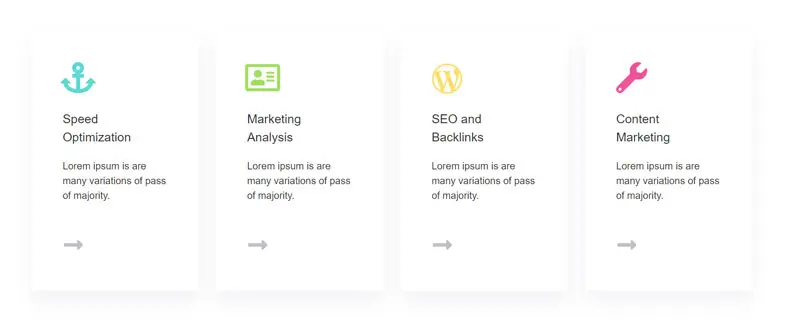 Speed
Optimization
Lorem ipsum is are
many variations of pass
of majority.
Marketing
Analysis
Lorem ipsum is are
many variations of pass
of majority.
SEO and
Backlinks
Lorem ipsum is are
many variations of pass
of majority.
Content
Marketing
Lorem ipsum is are
many variations of pass
of majority.